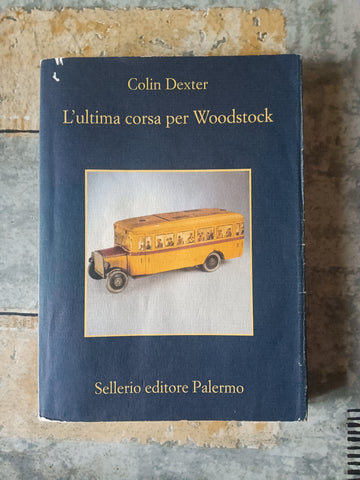 Colin Dexter
L'ultima corsa per Woodstock
Sellerio editore Palermo